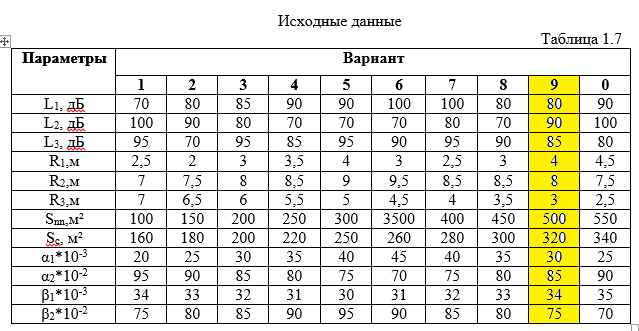 Исходные данные
Таблица 1.7
Параметры Вариант
1 2 3 4 5 6 7 8 9 0
L1, дБ 70 80 85 90 90 100 100 80 80 90
L2, дБ 100 90 80 70 70 70 80 70 90 100
L3, дБ 95 70 95 85 95 90 95 90 85 80
R1,м 2,5 2 3 3,5 4 3 2,5 3 4 4,5
R2,м 7 7,5 8 8,5 9 9,5 8,5 8,5 8 7,5
R3,м 7 6,5 6 5,5 5 4,5 4 3,5 3 2,5
Sпп,м² 100 150 200 250 300 3500 400 450 500 550
Sс, м² 160 180 200 220 250 260 280 300 320 340
α1*10-3 20 25 30 35 40 45 40 35 30 25
α2*10-2 95 90 85 80 75 70 75 80 85 90
β1*10-3 34 33 32 31 30 31 32 33 34 35
β2*10-2 75 80 85 90 95 90 85 80 75 70